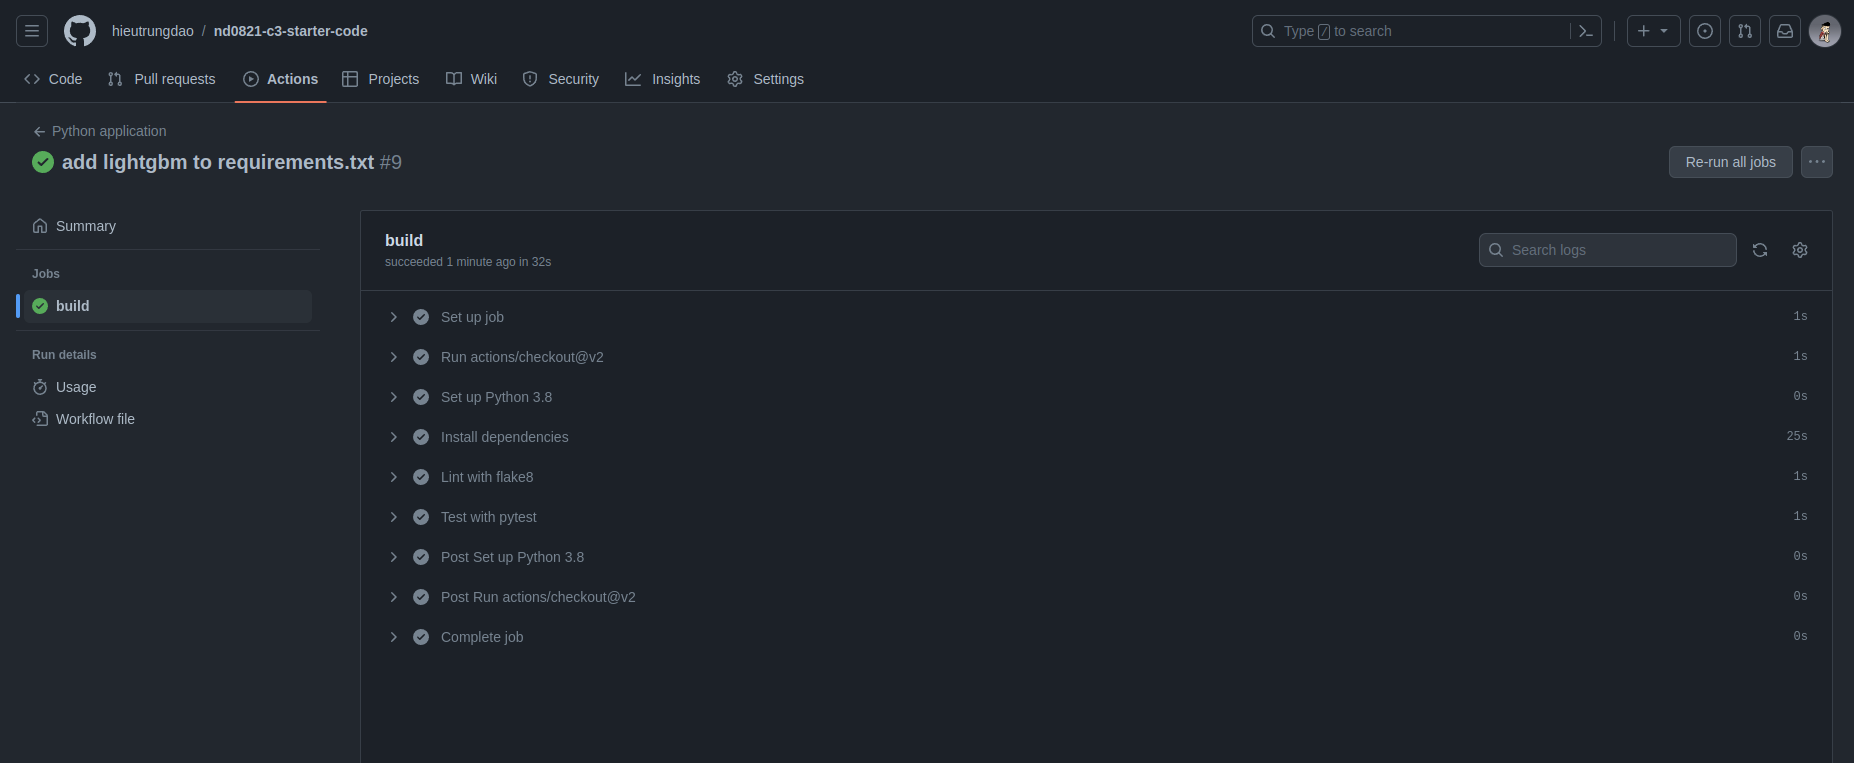 hieutrungdao / nd0821-c3-starter-code
Type / to search
Code Pull requests Actions Projects Wiki Security Insights Settings
Python application
add lightgbm to requirements.txt #9
Re-run all jobs
Summary
Jobs
build
Run details
Usage
Workflow file
build
succeeded 1 minute ago in 32s
Search logs
Set up job 1s
Run actions/checkout@v2 1s
Set up Python 3.8 0s
Install dependencies 25s
Lint with flake8 1s
Test with pytest 1s
Post Set up Python 3.8 0s
Post Run actions/checkout@v2 0s
Complete job 0s